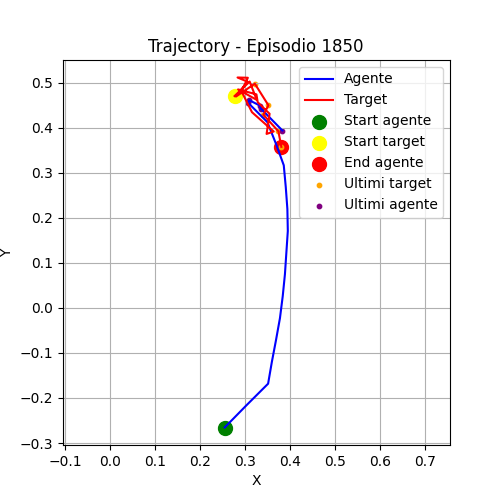 Trajectory - Episodio 1850
Agente
Target
Start agente
Start target
End agente
Ultimi target
Ultimi agente
Y
0.5
0.4
0.3
0.2
0.1
0.0
−0.1
−0.2
−0.3
−0.1 0.0 0.1 0.2 0.3 0.4 0.5 0.6 0.7
X